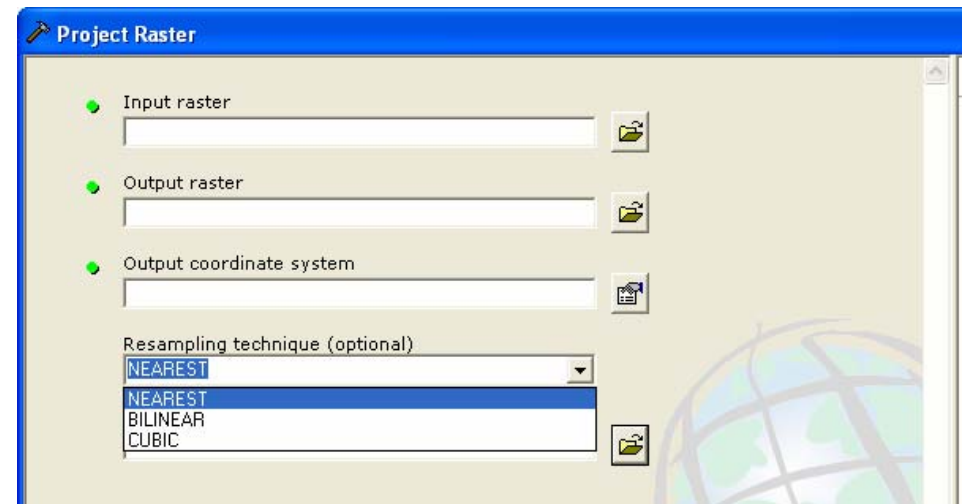 Project Raster
Input raster
Output raster
Output coordinate system
Resampling technique (optional)
NEAREST
NEAREST
BILINEAR
CUBIC